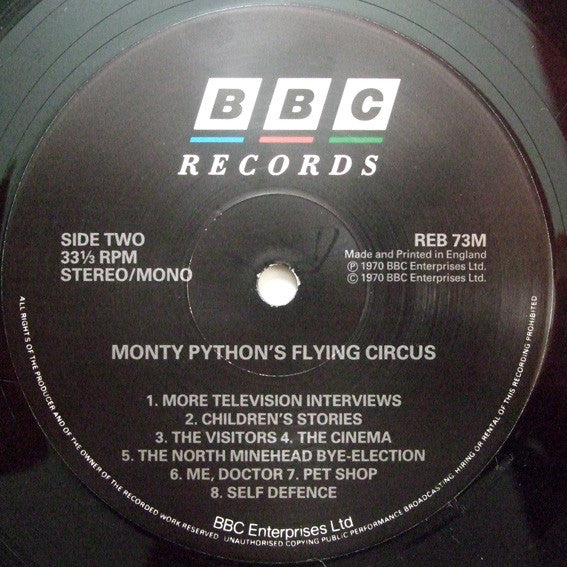 BBC
RECORDS
SIDE TWO
33⅓ RPM
STEREO/MONO
REB 73M
Made and Printed in England
Ⓟ 1970 BBC Enterprises Ltd.
© 1970 BBC Enterprises Ltd.
MONTY PYTHON'S FLYING CIRCUS
1. MORE TELEVISION INTERVIEWS
2. CHILDREN'S STORIES
3. THE VISITORS 4. THE CINEMA
5. THE NORTH MINEHEAD BYE-ELECTION
6. ME, DOCTOR 7. PET SHOP
8. SELF DEFENCE
BBC Enterprises Ltd
ALL RIGHTS OF THE PRODUCER AND OF THE OWNER OF THE RECORDED WORK RESERVED. UNAUTHORISED COPYING PUBLIC PERFORMANCE BROADCASTING HIRING OR RENTAL OF THIS RECORDING PROHIBITED